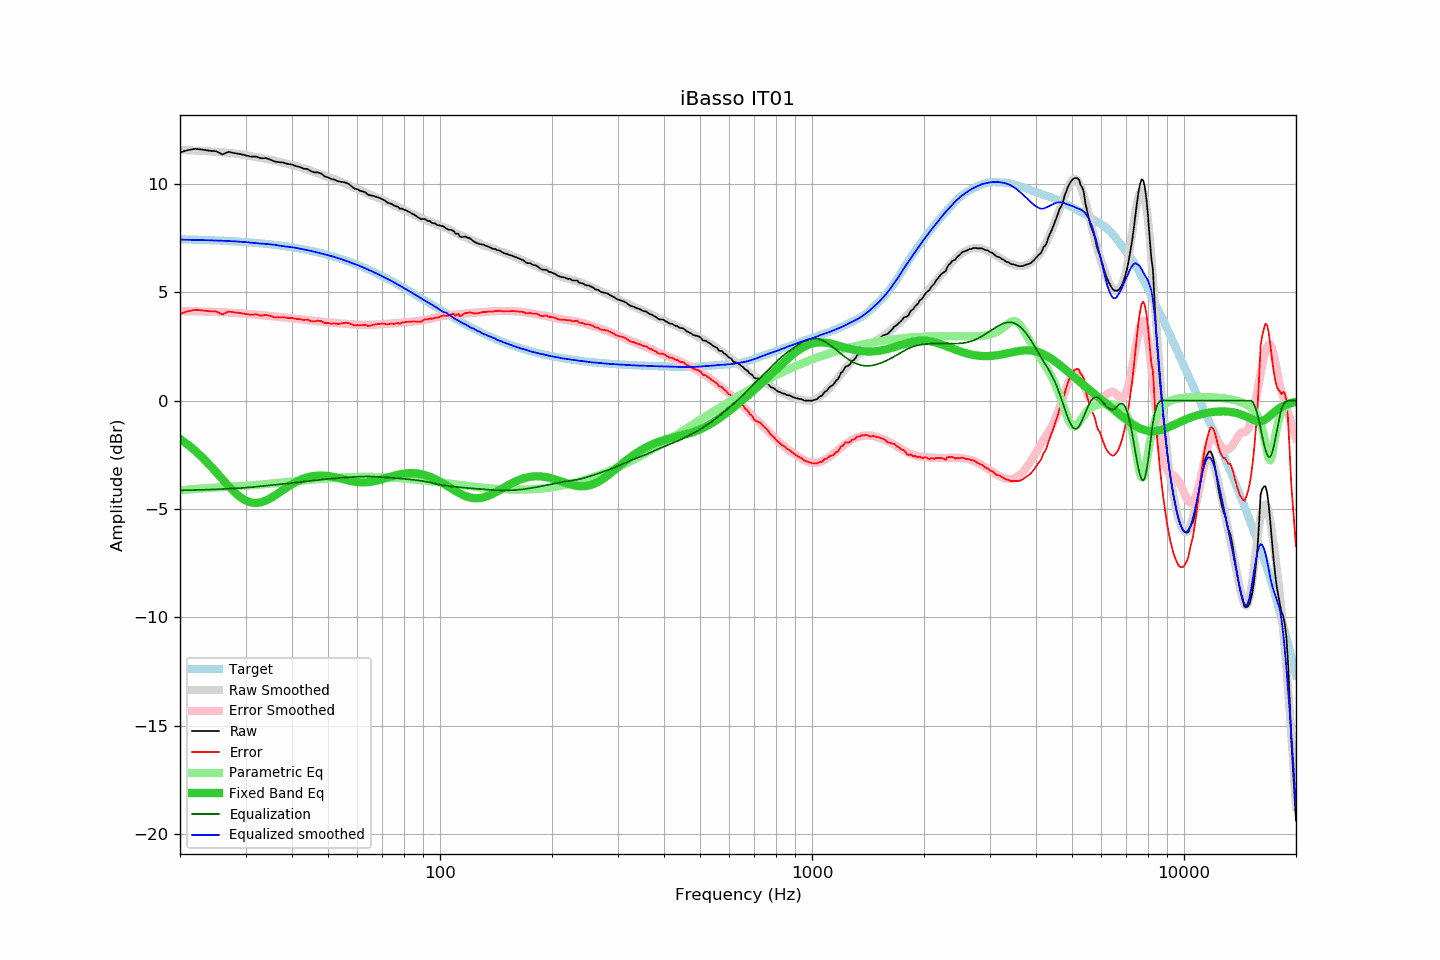 iBasso IT01
10
5
0
−5
−10
−15
−20
Amplitude (dBr)
Target
Raw Smoothed
Error Smoothed
Raw
Error
Parametric Eq
Fixed Band Eq
Equalization
Equalized smoothed
100
1000
10000
Frequency (Hz)